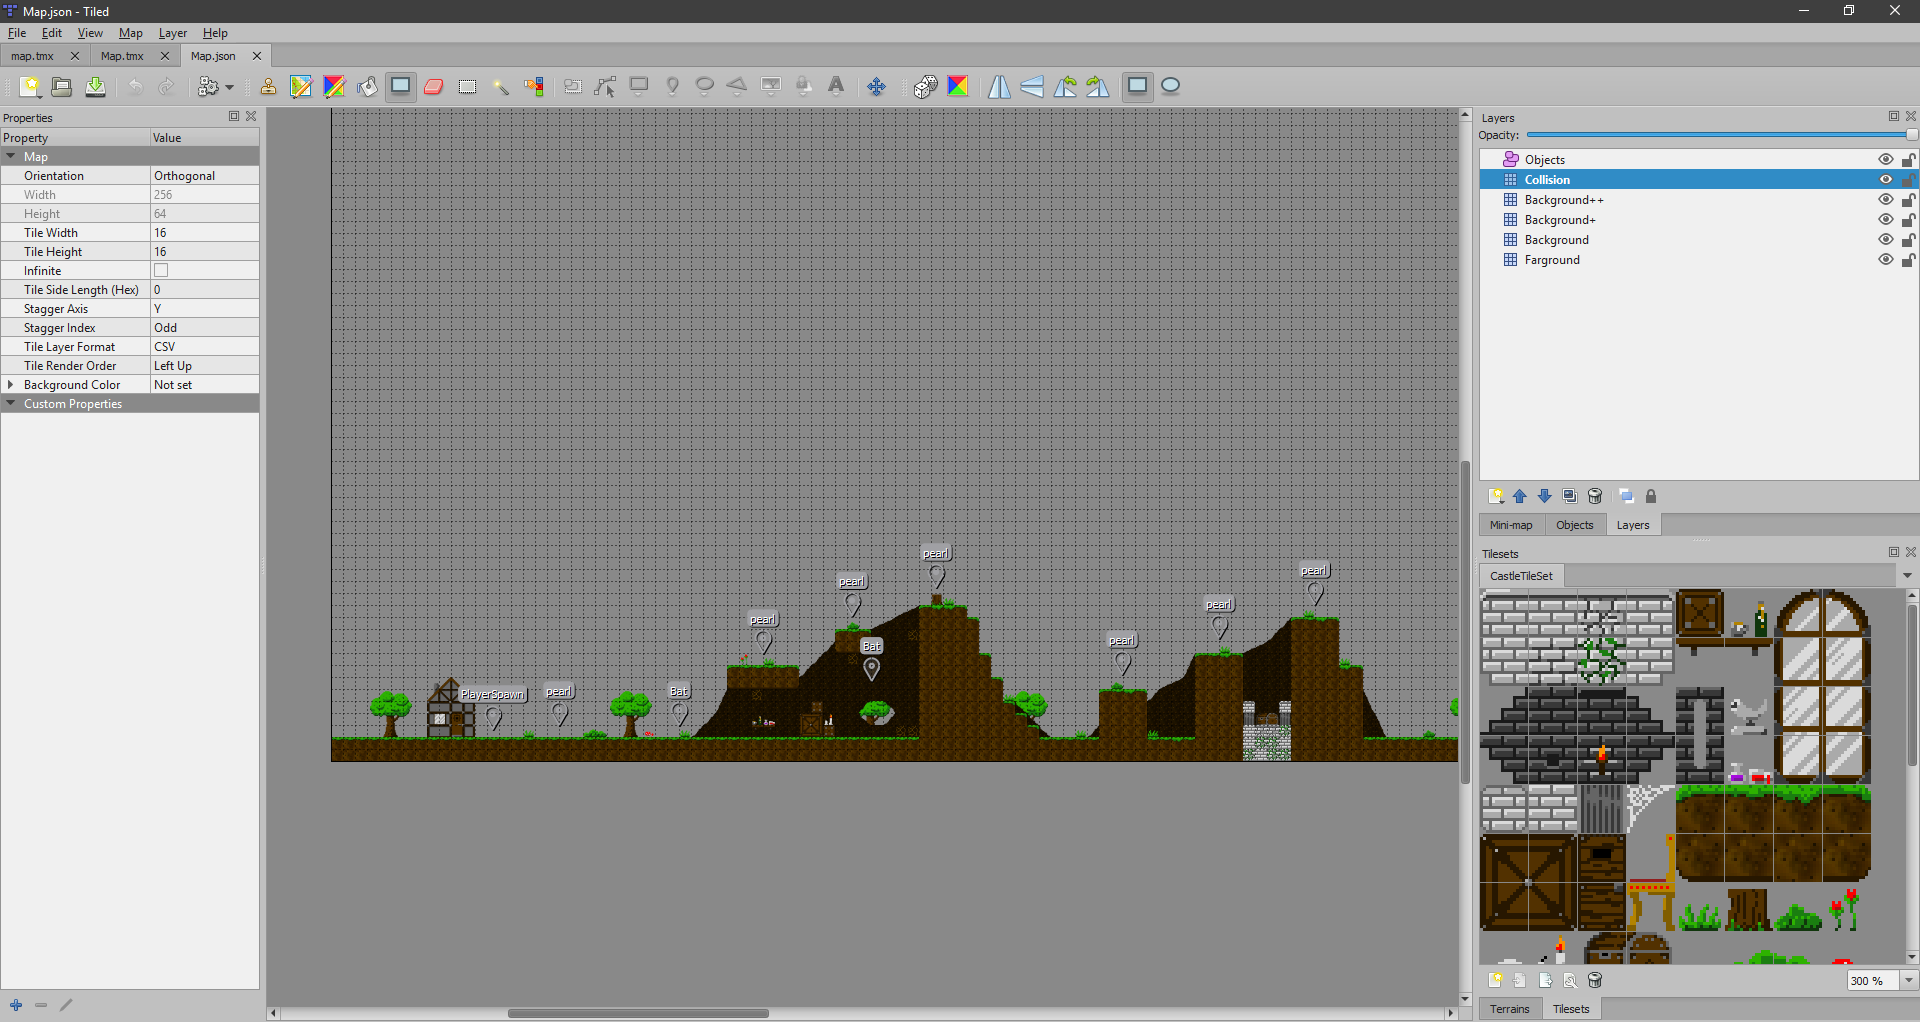 Map.json - Tiled
File Edit View Map Layer Help
map.tmx Map.tmx Map.json
Properties
Property Value
Map
Orientation Orthogonal
Width 256
Height 64
Tile Width 16
Tile Height 16
Infinite
Tile Side Length (Hex) 0
Stagger Axis Y
Stagger Index Odd
Tile Layer Format CSV
Tile Render Order Left Up
Background Color Not set
Custom Properties
pearl
pearl
pearl
pearl
pearl
pearl
Bat
PlayerSpawn
pearl
Bat
Layers
Opacity:
Objects
Collision
Background++
Background+
Background
Farground
Mini-map Objects Layers
Tilesets
CastleTileSet
300 %
Terrains Tilesets